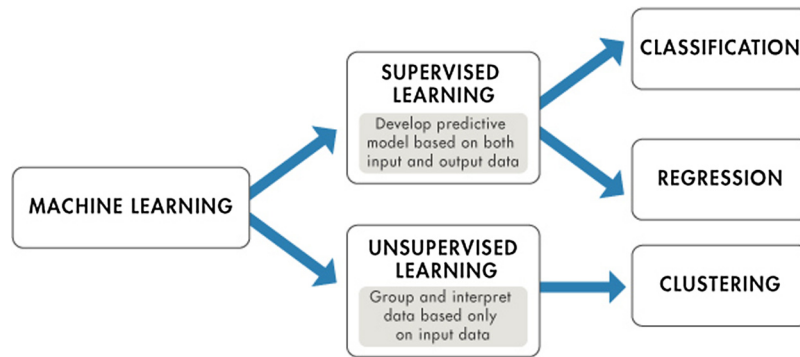 MACHINE LEARNING
SUPERVISED
LEARNING
Develop predictive
model based on both
input and output data
UNSUPERVISED
LEARNING
Group and interpret
data based only
on input data
CLASSIFICATION
REGRESSION
CLUSTERING